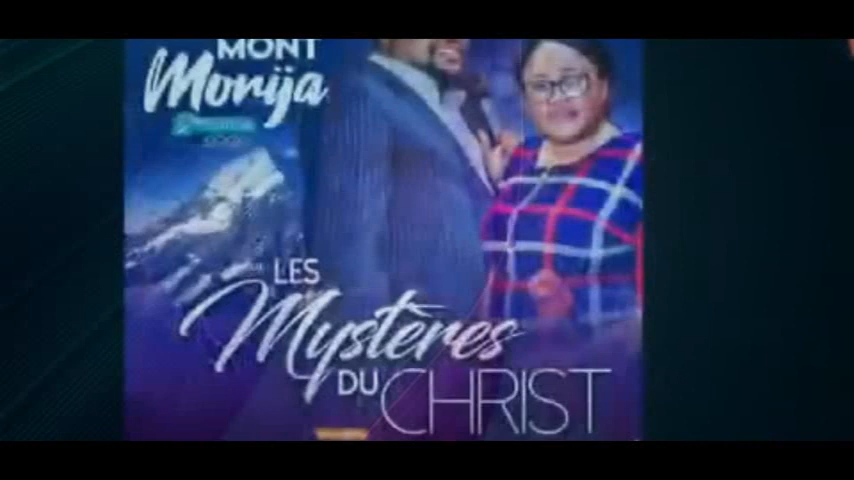 MONT
Morija
LES
Mystères
DU CHRIST